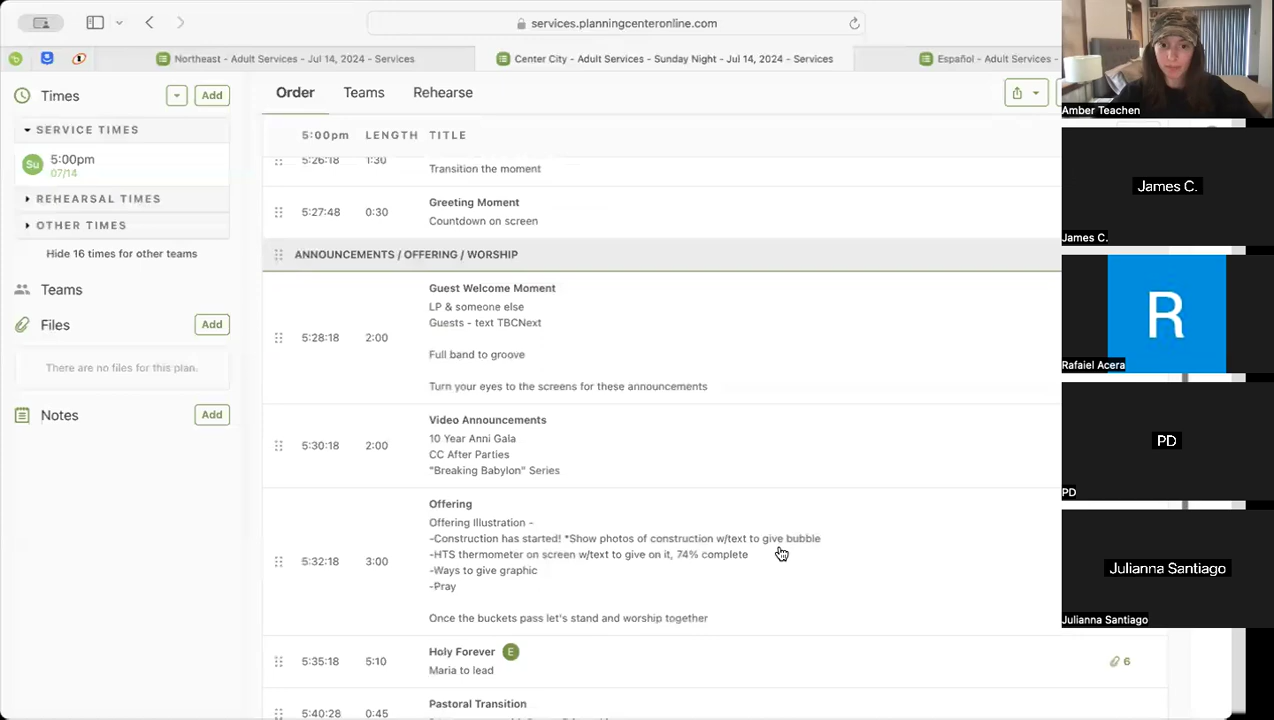 services.planningcenteronline.com
Northeast - Adult Services - Jul 14, 2024 - Services
Center City - Adult Services - Sunday Night - Jul 14, 2024 - Services
Español - Adult Services -
Times
Add
SERVICE TIMES
Su
5:00pm
07/14
REHEARSAL TIMES
OTHER TIMES
Hide 16 times for other teams
Teams
Files
Add
There are no files for this plan.
Notes
Add
Order
Teams
Rehearse
5:00pm LENGTH TITLE
5:26:18 1:30
Transition the moment
5:27:48 0:30
Greeting Moment
Countdown on screen
ANNOUNCEMENTS / OFFERING / WORSHIP
5:28:18 2:00
Guest Welcome Moment
LP & someone else
Guests - text TBCNext
Full band to groove
Turn your eyes to the screens for these announcements
5:30:18 2:00
Video Announcements
10 Year Anni Gala
CC After Parties
"Breaking Babylon" Series
5:32:18 3:00
Offering
Offering Illustration -
-Construction has started! *Show photos of construction w/text to give bubble
-HTS thermometer on screen w/text to give on it, 74% complete
-Ways to give graphic
-Pray
Once the buckets pass let's stand and worship together
5:35:18 5:10
Holy Forever E
Maria to lead
6
5:40:28 0:45
Pastoral Transition
Amber Teachen
James C.
James C.
R
Rafaiel Acera
PD
PD
Julianna Santiago
Julianna Santiago